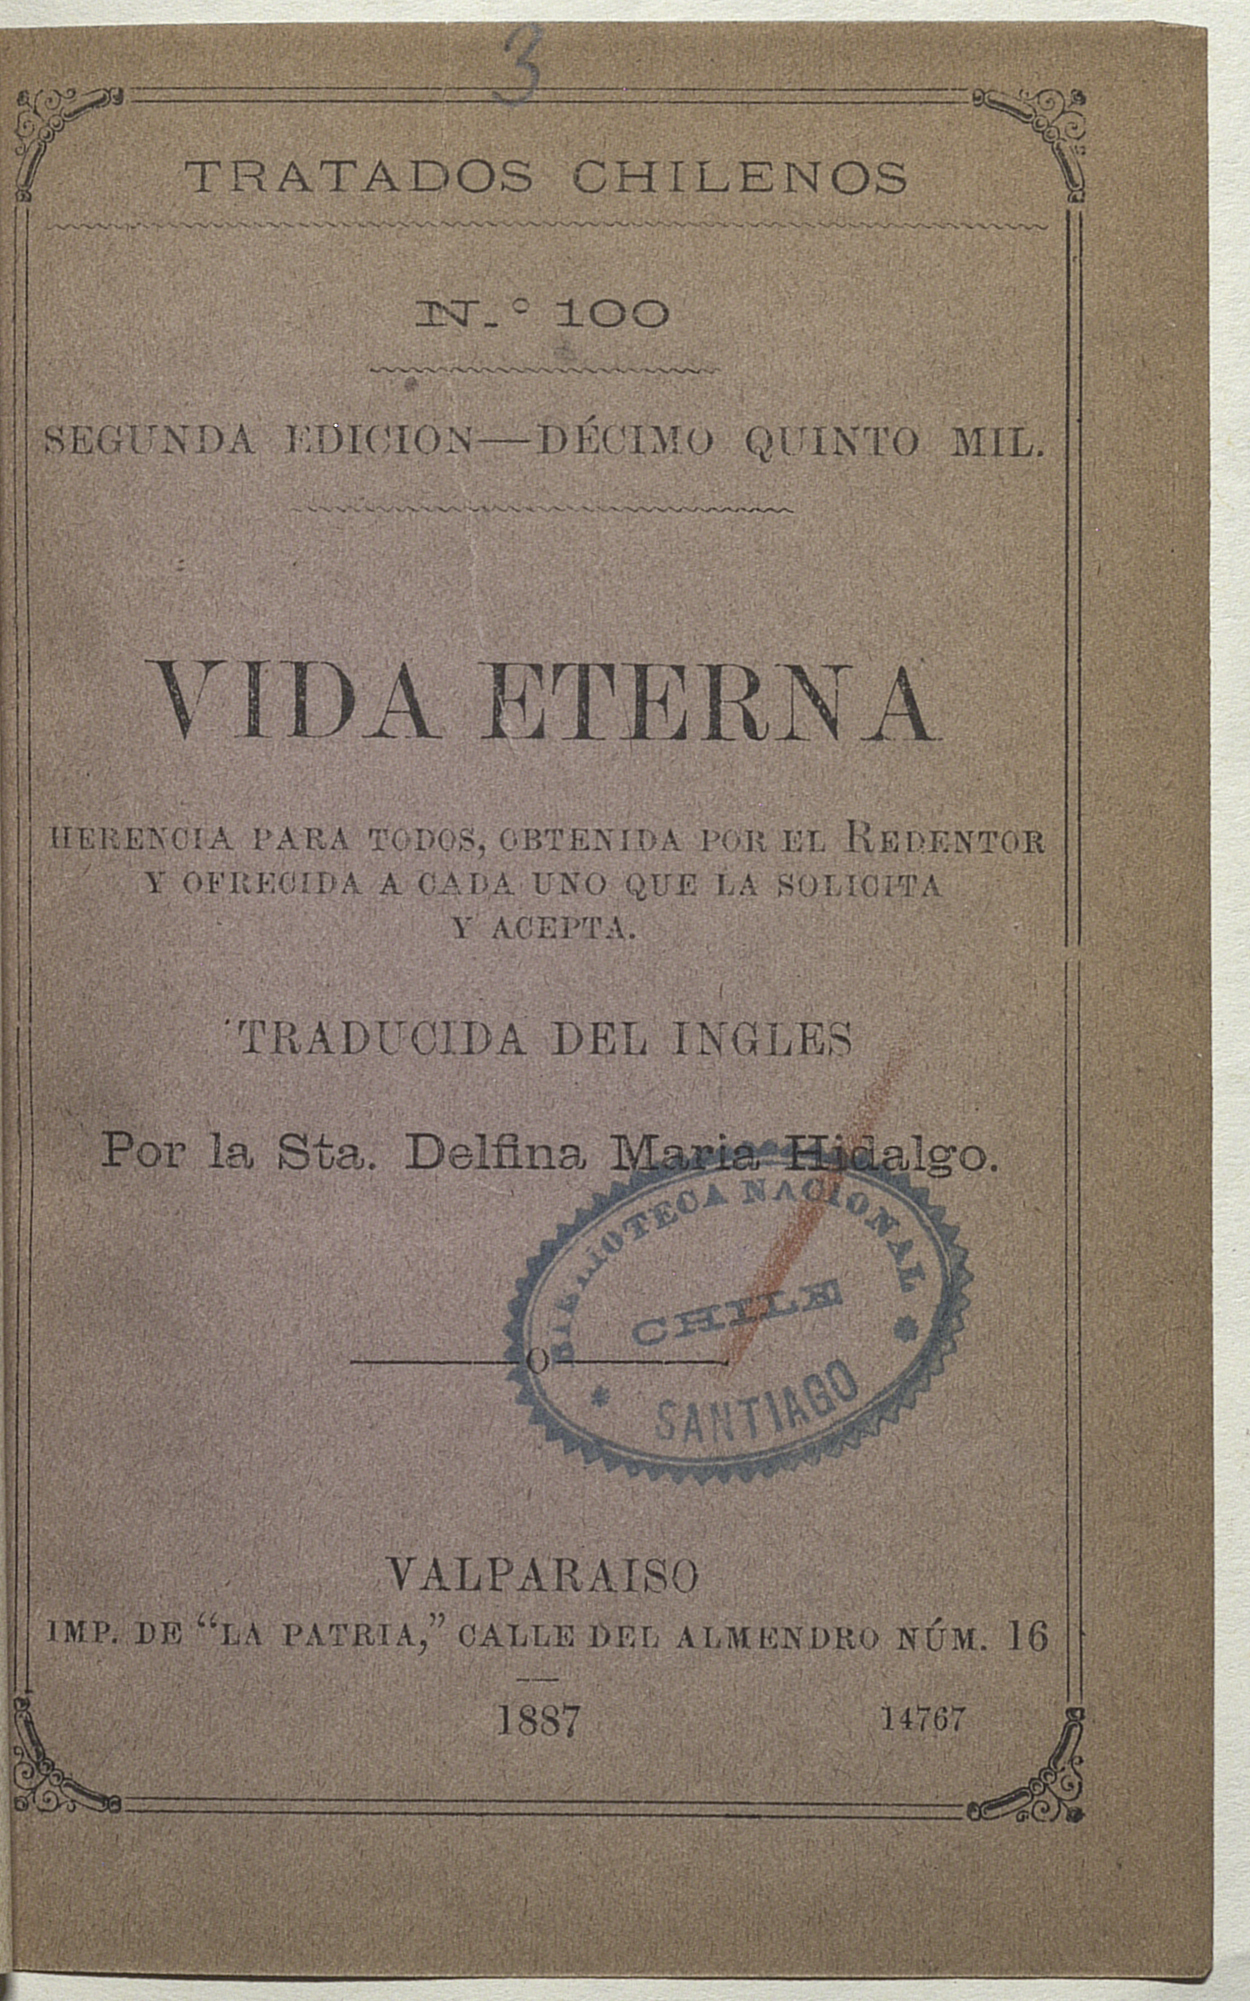 3
TRATADOS CHILENOS
N.º 100
SEGUNDA EDICION—DÉCIMO QUINTO MIL.
VIDA ETERNA
HERENCIA PARA TODOS, OBTENIDA POR EL REDENTOR
Y OFRECIDA A CADA UNO QUE LA SOLICITA
Y ACEPTA.
TRADUCIDA DEL INGLES
Por la Sta. Delfina Maria Hidalgo.
BIBLIOTECA NACIONAL
CHILE
* SANTIAGO *
VALPARAISO
IMP. DE “LA PATRIA,” CALLE DEL ALMENDRO NÚM. 16
1887 14767